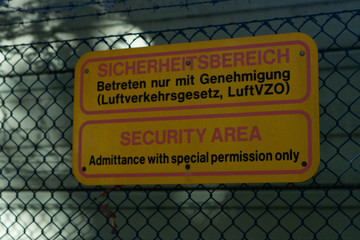 SICHERHEITSBEREICH
Betreten nur mit Genehmigung
(Luftverkehrsgesetz, LuftVZO)
SECURITY AREA
Admittance with special permission only